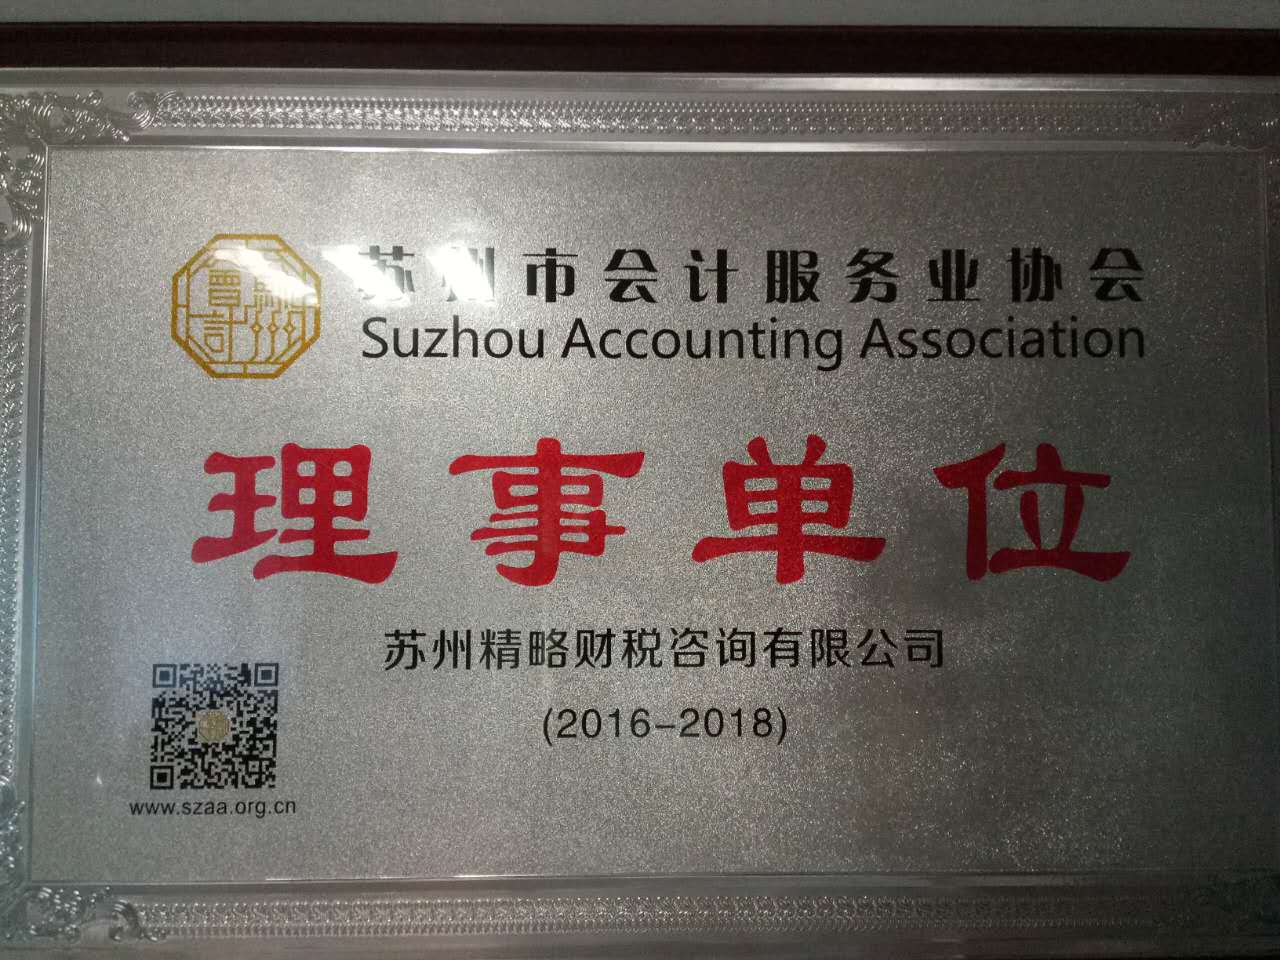 苏州市会计服务业协会
Suzhou Accounting Association
理事单位
苏州精略财税咨询有限公司
(2016-2018)
www.szaa.org.cn